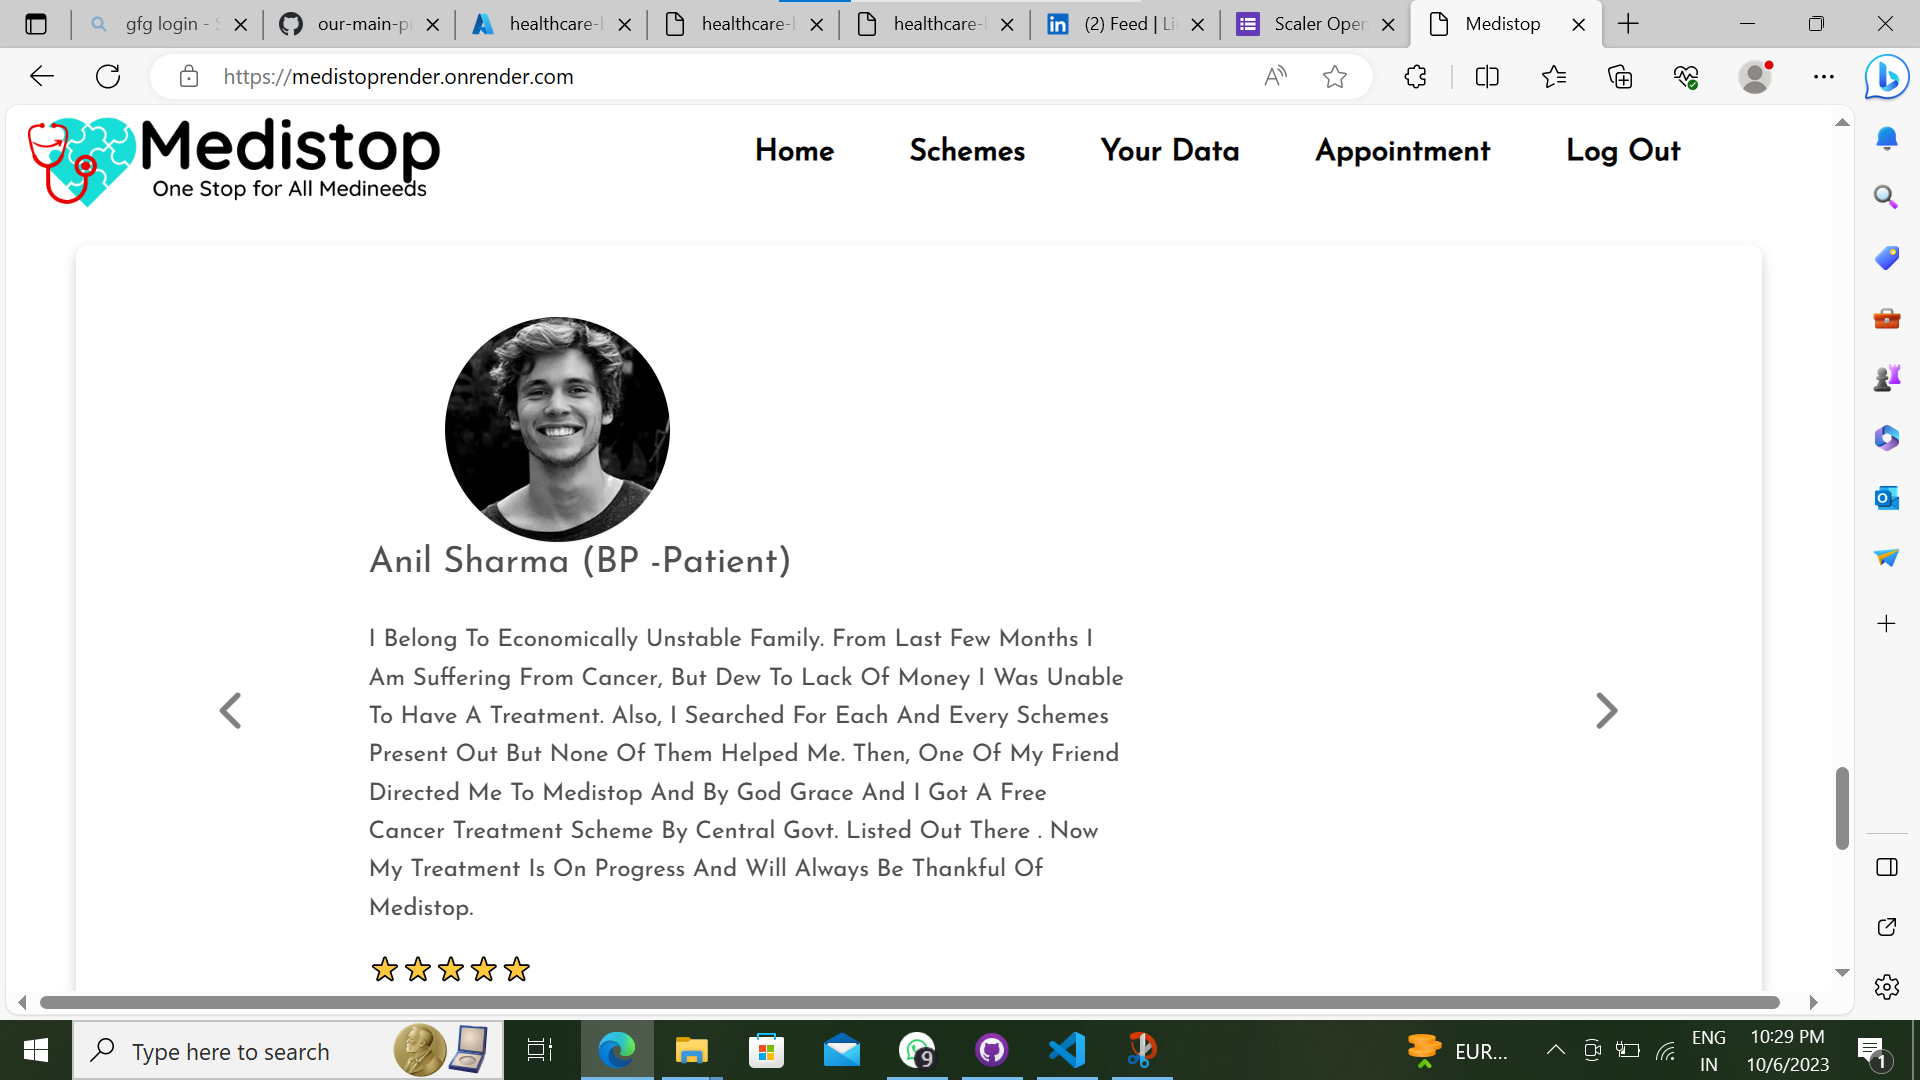 gfg login - S
our-main-pr
healthcare-b
healthcare-b
healthcare-b
(2) Feed | Li
Scaler Open
Medistop
https://medistoprender.onrender.com
Medistop
One Stop for All Medineeds
Home
Schemes
Your Data
Appointment
Log Out
Anil Sharma (BP -Patient)
I Belong To Economically Unstable Family. From Last Few Months I
Am Suffering From Cancer, But Dew To Lack Of Money I Was Unable
To Have A Treatment. Also, I Searched For Each And Every Schemes
Present Out But None Of Them Helped Me. Then, One Of My Friend
Directed Me To Medistop And By God Grace And I Got A Free
Cancer Treatment Scheme By Central Govt. Listed Out There . Now
My Treatment Is On Progress And Will Always Be Thankful Of
Medistop.
Type here to search
9
EUR...
ENG
IN
10:29 PM
10/6/2023
1